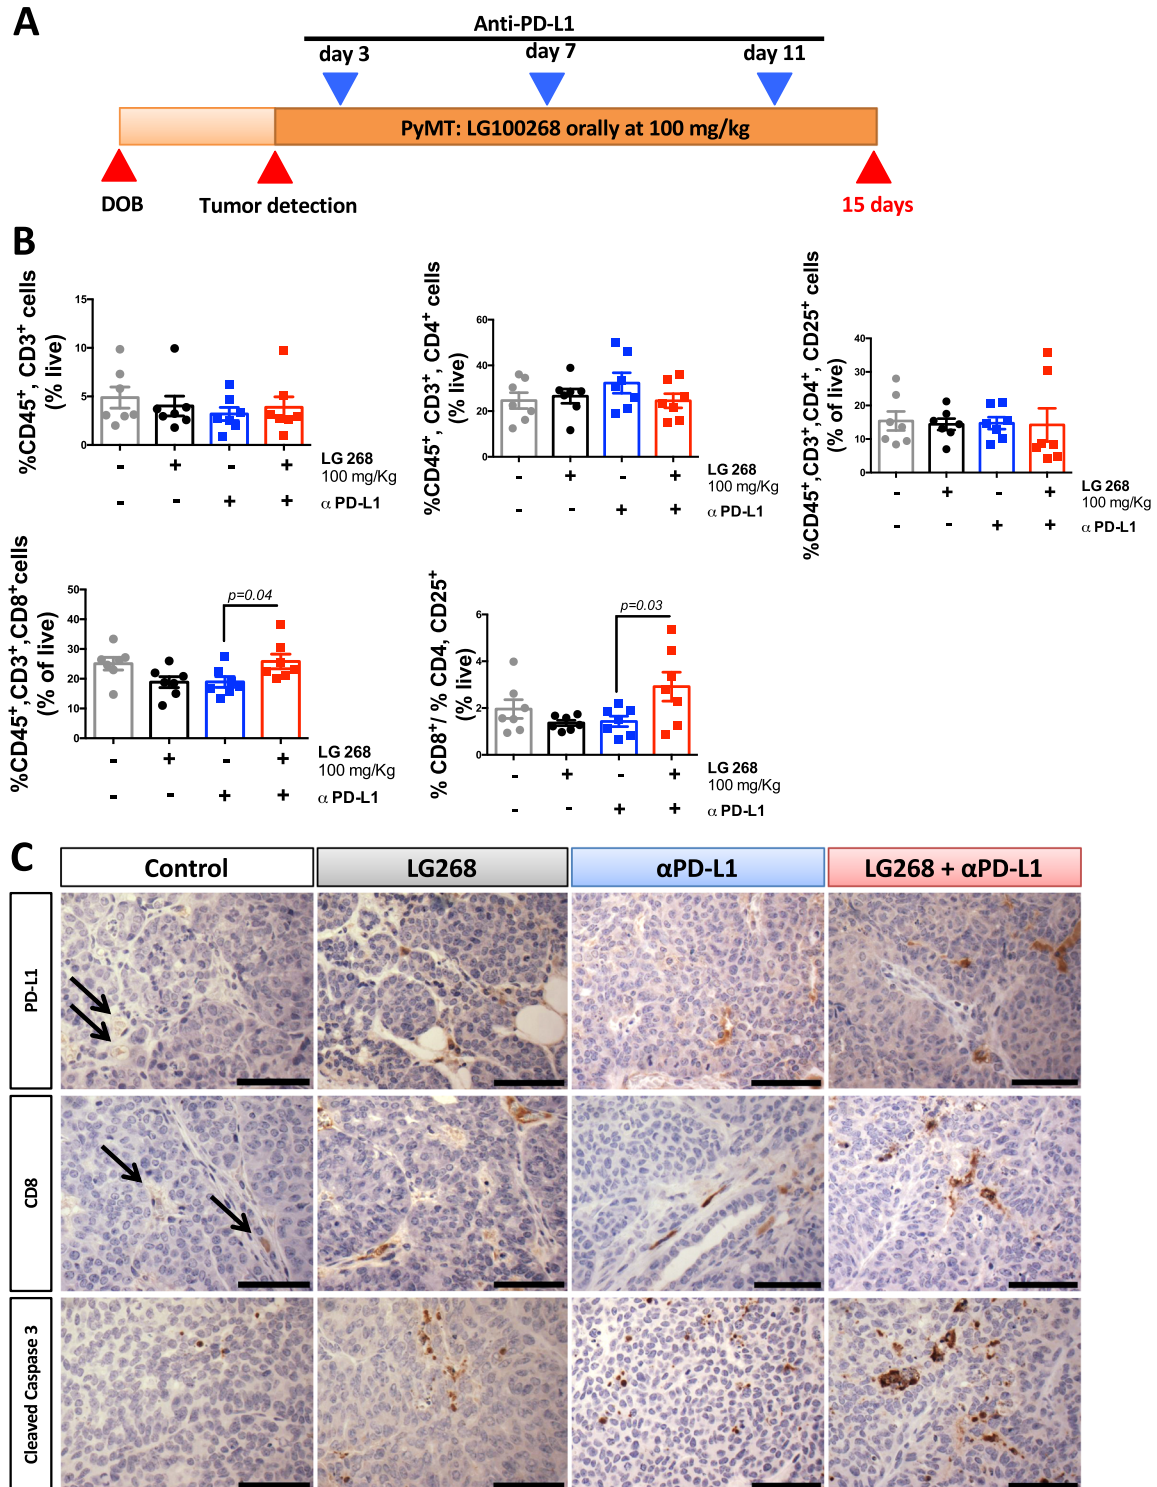 A
Anti-PD-L1
day 3
day 7
day 11
PyMT: LG100268 orally at 100 mg/kg
DOB
Tumor detection
15 days
B
%CD45⁺, CD3⁺ cells
(% live)
15
10
5
0
- + - +
LG 268
100 mg/Kg
- - + +
α PD-L1
%CD45⁺, CD3⁺, CD4⁺ cells
(% live)
60
40
20
0
- + - +
LG 268
100 mg/Kg
- - + +
α PD-L1
%CD45⁺,CD3⁺,CD4⁺, CD25⁺ cells
(% of live)
40
30
20
10
0
- + - +
LG 268
100 mg/Kg
- - + +
α PD-L1
%CD45⁺,CD3⁺,CD8⁺cells
(% of live)
50
40
30
20
10
0
p=0.04
- + - +
LG 268
100 mg/Kg
- - + +
α PD-L1
% CD8⁺/ % CD4, CD25⁺
(% live)
6
4
2
0
p=0.03
- + - +
LG 268
100 mg/Kg
- - + +
α PD-L1
C
Control
LG268
αPD-L1
LG268 + αPD-L1
PD-L1
CD8
Cleaved Caspase 3